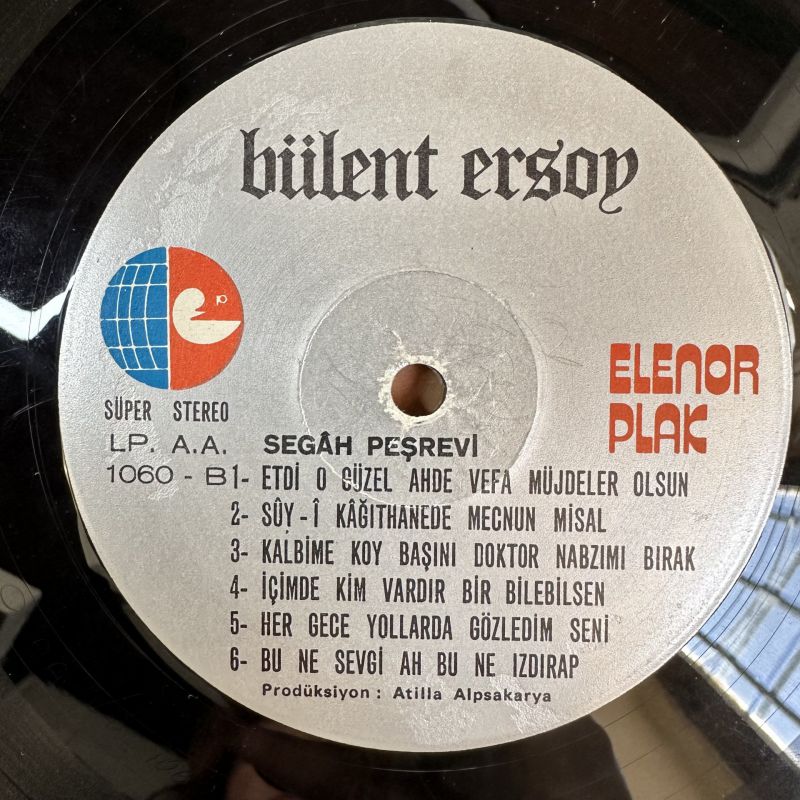 bülent ersoy
ELENOR
PLAK
SÜPER STEREO
LP. A.A.
1060 - B
SEGÂH PEŞREVİ
1- ETDİ O GÜZEL AHDE VEFA MÜJDELER OLSUN
2- SÛY-Î KÂĞITHANEDE MECNUN MİSAL
3- KALBİME KOY BAŞINI DOKTOR NABZIMI BIRAK
4- İÇİMDE KİM VARDIR BİR BİLEBİLSEN
5- HER GECE YOLLARDA GÖZLEDİM SENİ
6- BU NE SEVGİ AH BU NE IZDIRAP
Prodüksiyon : Atilla Alpsakarya